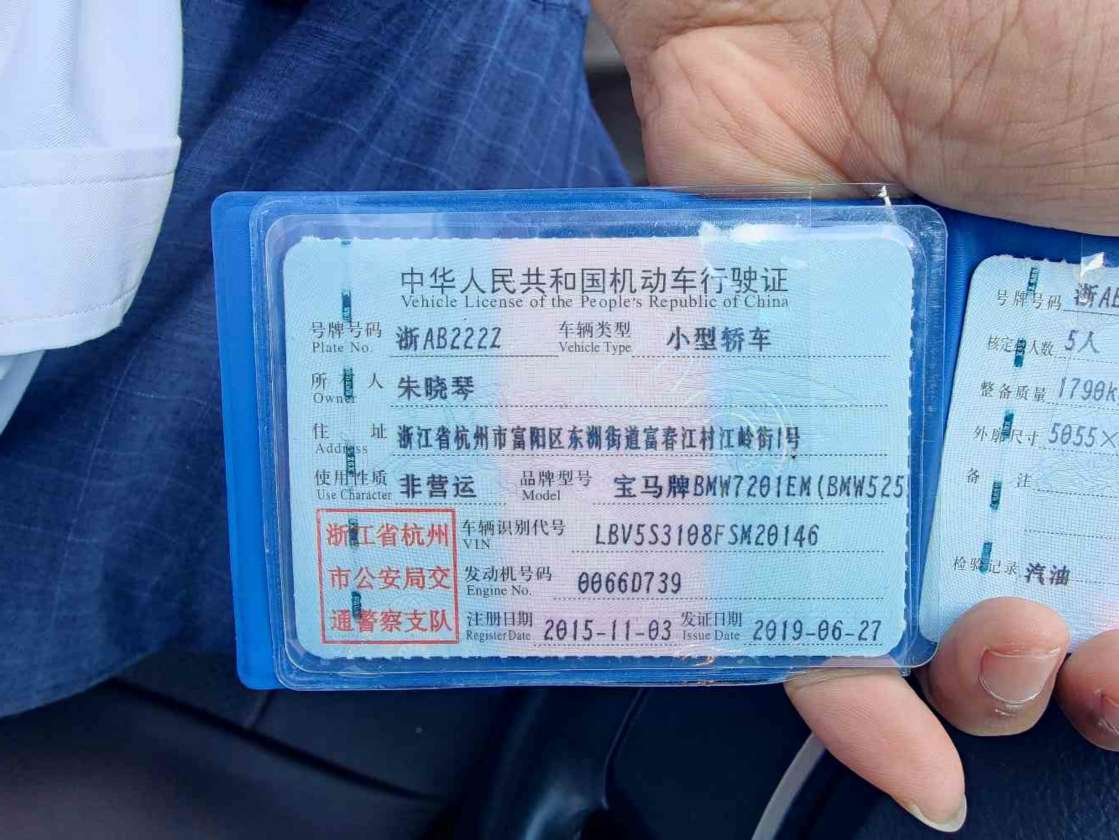 中华人民共和国机动车行驶证
Vehicle License of the People's Republic of China
号牌号码 浙AB222Z 车辆类型 小型轿车
Plate No. Vehicle Type
所有人 朱晓琴
Owner
住址 浙江省杭州市富阳区东洲街道富春江村江岭街1号
Address
使用性质 非营运 品牌型号 宝马牌BMW7201EM(BMW525
Use Character Model
浙江省杭州
市公安局交
通警察支队
车辆识别代号 LBV5S3108FSM20146
VIN
发动机号码 0066D739
Engine No.
注册日期 2015-11-03 发证日期 2019-06-27
Register Date Issue Date
号牌号码 浙AB
核定载人数 5人
整备质量 1790k
外廓尺寸 5055×
备注
检验记录 汽油